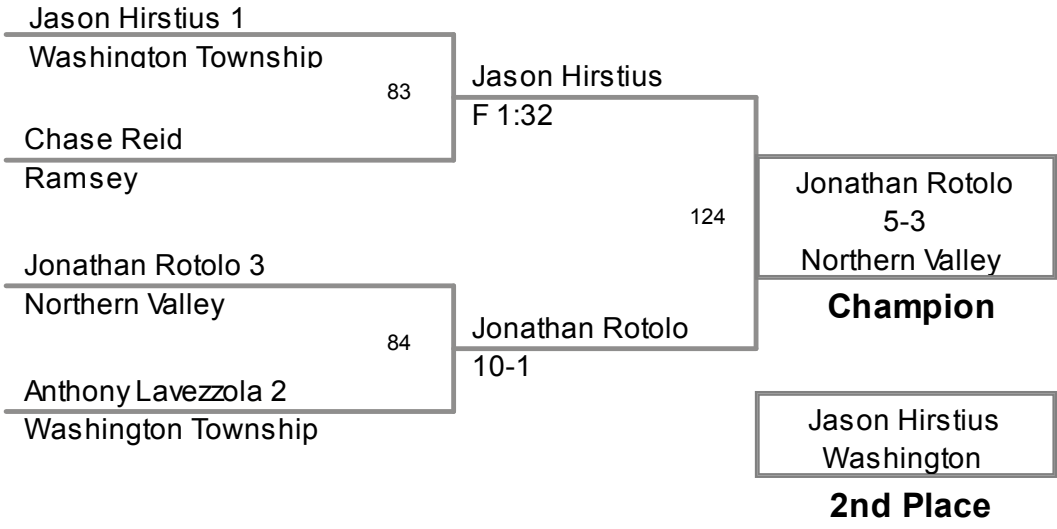 Jason Hirstius 1
Washington Township
83
Jason Hirstius
F 1:32
Chase Reid
Ramsey
124
Jonathan Rotolo
5-3
Northern Valley
Champion
Jonathan Rotolo 3
Northern Valley
84
Jonathan Rotolo
10-1
Anthony Lavezzola 2
Washington Township
Jason Hirstius
Washington
2nd Place